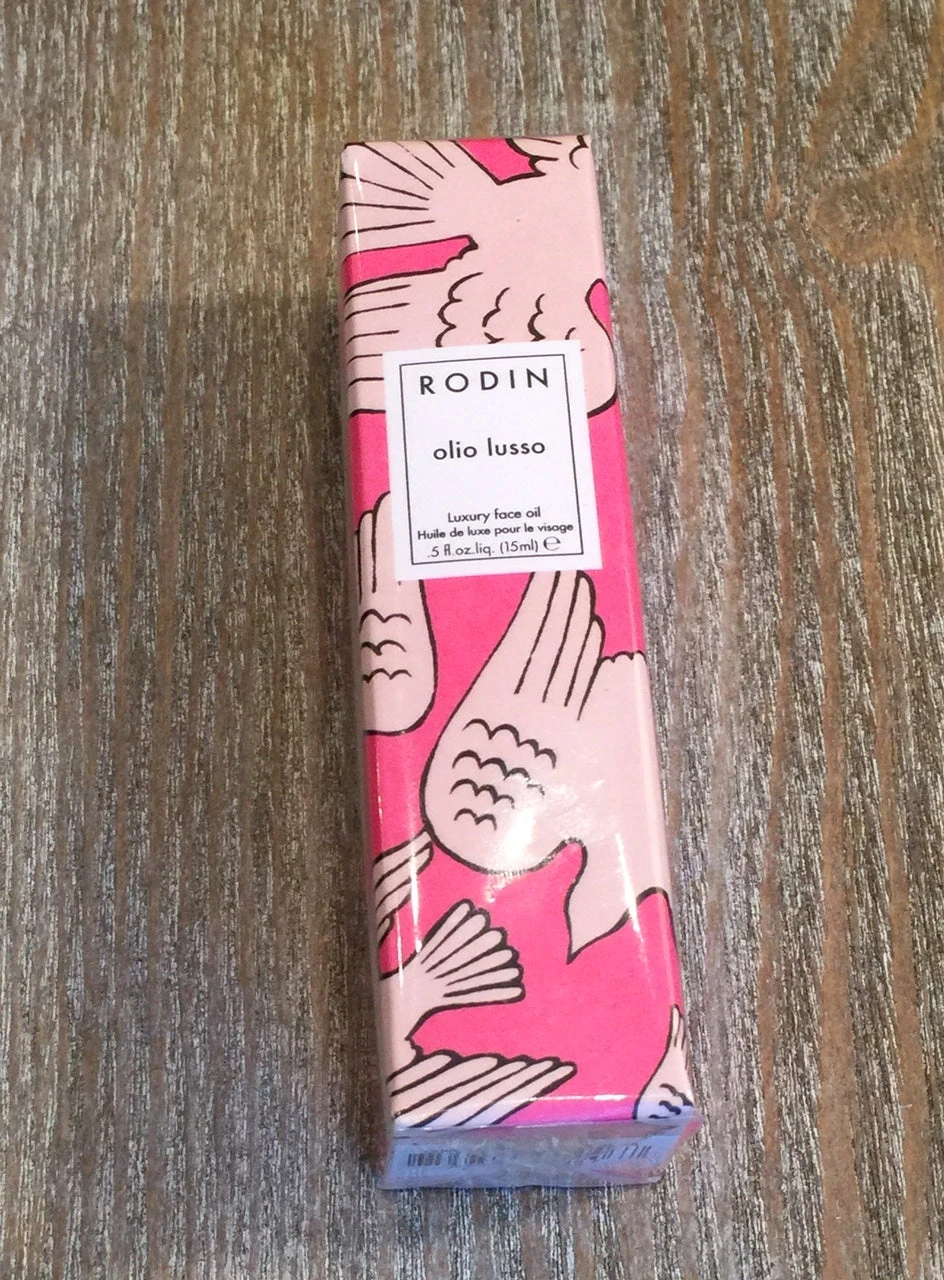 RODIN
olio lusso
Luxury face oil
Huile de luxe pour le visage
.5 fl.oz.liq. (15ml) ℮